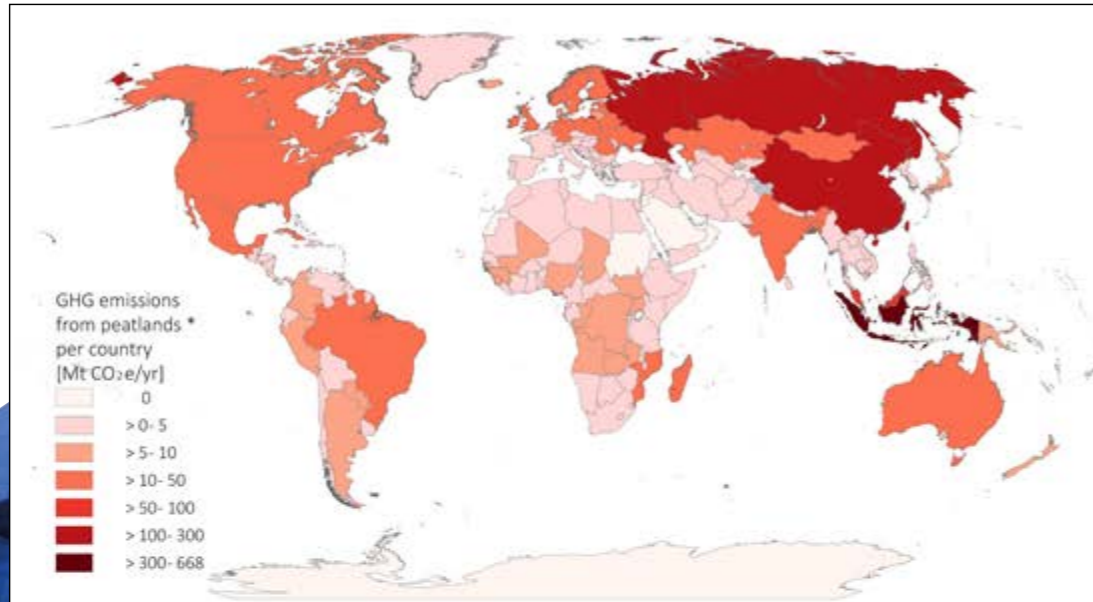 GHG emissions
from peatlands *
per country
[Mt CO₂e/yr]
0
> 0- 5
> 5- 10
> 10- 50
> 50- 100
> 100- 300
> 300- 668